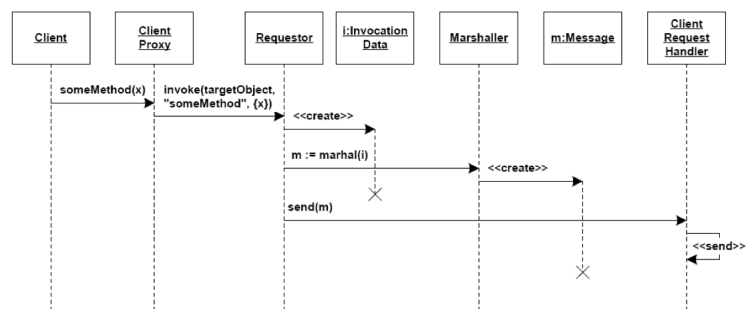 Client
Client
Proxy
Requestor
i:Invocation
Data
Marshaller
m:Message
Client
Request
Handler
someMethod(x)
invoke(targetObject,
"someMethod", {x})
<<create>>
m := marhal(i)
<<create>>
send(m)
<<send>>